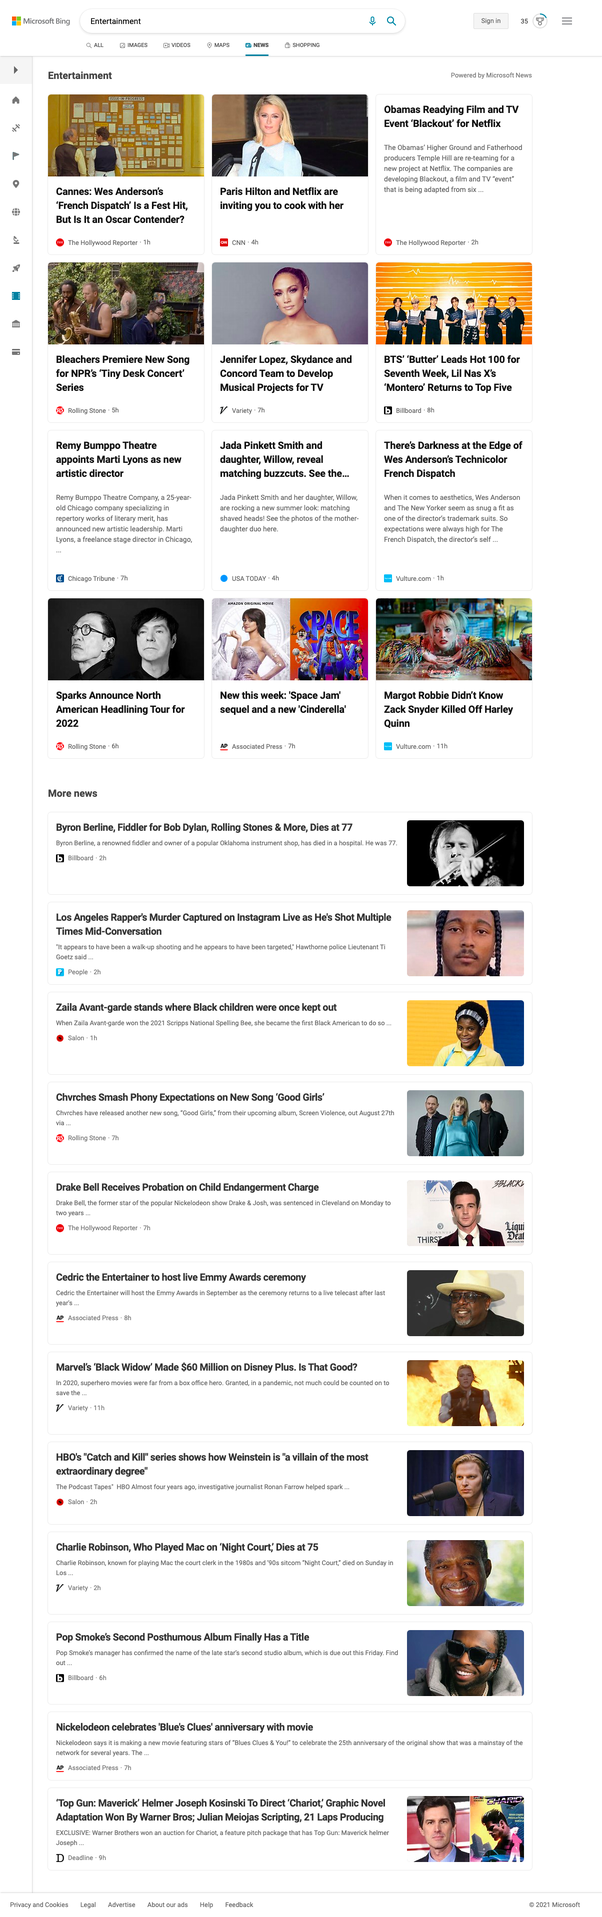 Microsoft Bing
Entertainment
Sign in
35
ALL
IMAGES
VIDEOS
MAPS
NEWS
SHOPPING
Entertainment
Powered by Microsoft News
Cannes: Wes Anderson's
'French Dispatch' Is a Fest Hit,
But Is It an Oscar Contender?
The Hollywood Reporter · 1h
Paris Hilton and Netflix are
inviting you to cook with her
CNN · 4h
Obamas Readying Film and TV
Event 'Blackout' for Netflix
The Obamas' Higher Ground and Fatherhood
producers Temple Hill are re-teaming for a
new project at Netflix. The companies are
developing Blackout, a film and TV "event"
that is being adapted from six ...
The Hollywood Reporter · 2h
Bleachers Premiere New Song
for NPR's 'Tiny Desk Concert'
Series
Rolling Stone · 5h
Jennifer Lopez, Skydance and
Concord Team to Develop
Musical Projects for TV
Variety · 7h
BTS' 'Butter' Leads Hot 100 for
Seventh Week, Lil Nas X's
'Montero' Returns to Top Five
Billboard · 8h
Remy Bumppo Theatre
appoints Marti Lyons as new
artistic director
Remy Bumppo Theatre Company, a 25-year-
old Chicago company specializing in
repertory works of literary merit, has
announced new artistic leadership. Marti
Lyons, a freelance stage director in Chicago,
...
Chicago Tribune · 7h
Jada Pinkett Smith and
daughter, Willow, reveal
matching buzzcuts. See the...
Jada Pinkett Smith and her daughter, Willow,
are rocking a new summer look: matching
shaved heads! See the photos of the mother-
daughter duo here.
USA TODAY · 4h
There's Darkness at the Edge of
Wes Anderson's Technicolor
French Dispatch
When it comes to aesthetics, Wes Anderson
and The New Yorker seem as snug a fit as
one of the director's trademark suits. So
expectations were always high for The
French Dispatch, the director's self ...
Vulture.com · 1h
Sparks Announce North
American Headlining Tour for
2022
Rolling Stone · 6h
AMAZON ORIGINAL MOVIE
SPACE
New this week: 'Space Jam'
sequel and a new 'Cinderella'
AP
Associated Press · 7h
Margot Robbie Didn't Know
Zack Snyder Killed Off Harley
Quinn
Vulture.com · 11h
More news
Byron Berline, Fiddler for Bob Dylan, Rolling Stones & More, Dies at 77
Byron Berline, a renowned fiddler and owner of a popular Oklahoma instrument shop, has died in a hospital. He was 77.
Billboard · 2h
Los Angeles Rapper's Murder Captured on Instagram Live as He's Shot Multiple
Times Mid-Conversation
"It appears to have been a walk-up shooting and he appears to have been targeted," Hawthorne police Lieutenant Ti
Goetz said ...
People · 2h
Zaila Avant-garde stands where Black children were once kept out
When Zaila Avant-garde won the 2021 Scripps National Spelling Bee, she became the first Black American to do so ...
Salon · 1h
Chvrches Smash Phony Expectations on New Song 'Good Girls'
Chvrches have released another new song, "Good Girls," from their upcoming album, Screen Violence, out August 27th
via ...
Rolling Stone · 7h
Drake Bell Receives Probation on Child Endangerment Charge
Drake Bell, the former star of the popular Nickelodeon show Drake & Josh, was sentenced in Cleveland on Monday to
two years ...
The Hollywood Reporter · 7h
THIRST
Liqui
Deat
Cedric the Entertainer to host live Emmy Awards ceremony
Cedric the Entertainer will host the Emmy Awards in September as the ceremony returns to a live telecast after last
year's ...
AP
Associated Press · 8h
Marvel's 'Black Widow' Made $60 Million on Disney Plus. Is That Good?
In 2020, superhero movies were far from a box office hero. Granted, in a pandemic, not much could be counted on to
save the ...
Variety · 11h
HBO's "Catch and Kill" series shows how Weinstein is "a villain of the most
extraordinary degree"
The Podcast Tapes" HBO Almost four years ago, investigative journalist Ronan Farrow helped spark ...
Salon · 2h
Charlie Robinson, Who Played Mac on 'Night Court,' Dies at 75
Charlie Robinson, known for playing Mac the court clerk in the 1980s and '90s sitcom "Night Court," died on Sunday in
Los ...
Variety · 2h
Pop Smoke's Second Posthumous Album Finally Has a Title
Pop Smoke's manager has confirmed the name of the late star's second studio album, which is due out this Friday. Find
out ...
Billboard · 6h
Nickelodeon celebrates 'Blue's Clues' anniversary with movie
Nickelodeon says it is making a new movie featuring stars of "Blues Clues & You!" to celebrate the 25th anniversary of the original show that was a mainstay of the
network for several years. The ...
AP
Associated Press · 7h
'Top Gun: Maverick' Helmer Joseph Kosinski To Direct 'Chariot,' Graphic Novel
Adaptation Won By Warner Bros; Julian Meiojas Scripting, 21 Laps Producing
EXCLUSIVE: Warner Brothers won an auction for Chariot, a feature pitch package that has Top Gun: Maverick helmer
Joseph ...
Deadline · 9h
CHARIOT
Privacy and Cookies
Legal
Advertise
About our ads
Help
Feedback
© 2021 Microsoft